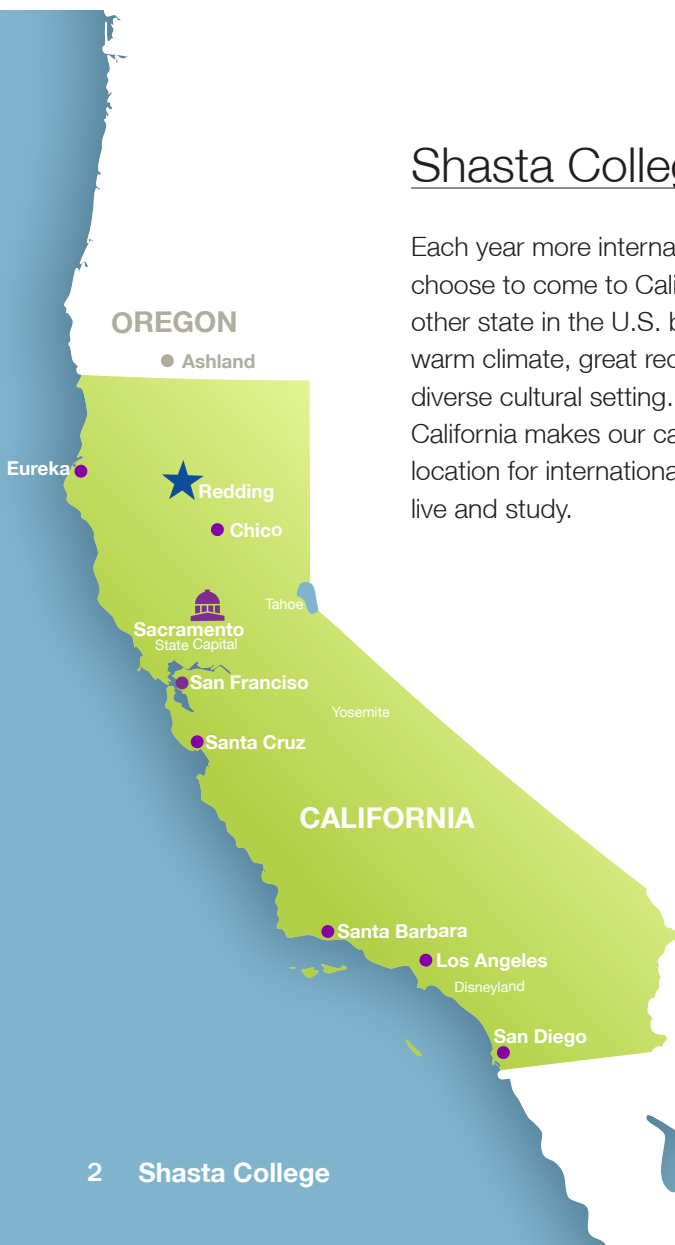 Shasta Colleg
Each year more interna
choose to come to Cali
other state in the U.S. b
warm climate, great rec
diverse cultural setting.
California makes our ca
location for internationa
live and study.
OREGON
Ashland
Eureka
Redding
Chico
Tahoe
Sacramento
State Capital
San Franciso
Yosemite
Santa Cruz
CALIFORNIA
Santa Barbara
Los Angeles
Disneyland
San Diego
2 Shasta College